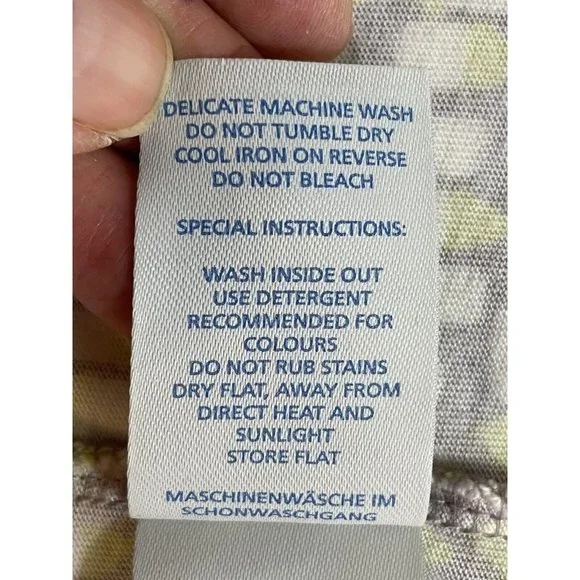 DELICATE MACHINE WASH
DO NOT TUMBLE DRY
COOL IRON ON REVERSE
DO NOT BLEACH
SPECIAL INSTRUCTIONS:
WASH INSIDE OUT
USE DETERGENT
RECOMMENDED FOR
COLOURS
DO NOT RUB STAINS
DRY FLAT, AWAY FROM
DIRECT HEAT AND
SUNLIGHT
STORE FLAT
MASCHINENWÄSCHE IM
SCHONWASCHGANG